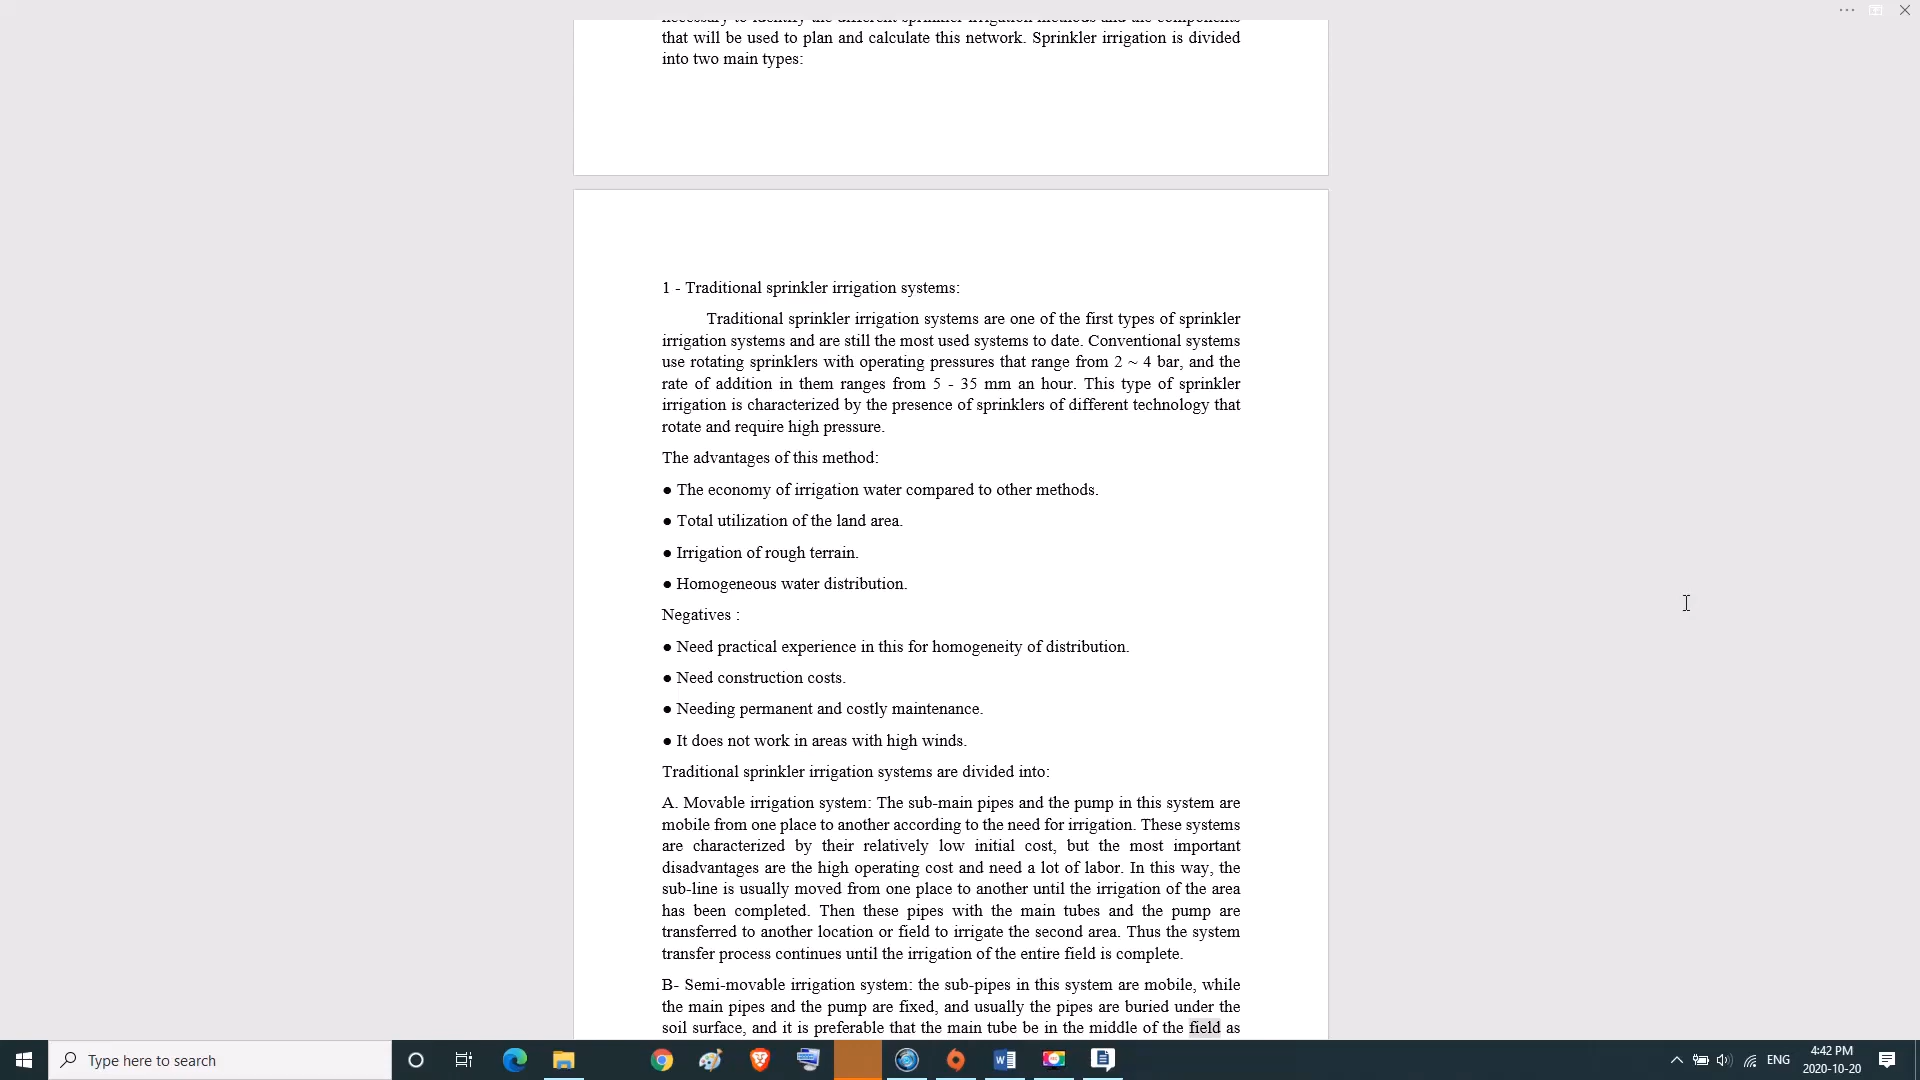 necessary to identify the different sprinkler irrigation methods and the components
that will be used to plan and calculate this network. Sprinkler irrigation is divided
into two main types:
1 - Traditional sprinkler irrigation systems:
Traditional sprinkler irrigation systems are one of the first types of sprinkler
irrigation systems and are still the most used systems to date. Conventional systems
use rotating sprinklers with operating pressures that range from 2 ~ 4 bar, and the
rate of addition in them ranges from 5 - 35 mm an hour. This type of sprinkler
irrigation is characterized by the presence of sprinklers of different technology that
rotate and require high pressure.
The advantages of this method:
● The economy of irrigation water compared to other methods.
● Total utilization of the land area.
● Irrigation of rough terrain.
● Homogeneous water distribution.
Negatives :
● Need practical experience in this for homogeneity of distribution.
● Need construction costs.
● Needing permanent and costly maintenance.
● It does not work in areas with high winds.
Traditional sprinkler irrigation systems are divided into:
A. Movable irrigation system: The sub-main pipes and the pump in this system are
mobile from one place to another according to the need for irrigation. These systems
are characterized by their relatively low initial cost, but the most important
disadvantages are the high operating cost and need a lot of labor. In this way, the
sub-line is usually moved from one place to another until the irrigation of the area
has been completed. Then these pipes with the main tubes and the pump are
transferred to another location or field to irrigate the second area. Thus the system
transfer process continues until the irrigation of the entire field is complete.
B- Semi-movable irrigation system: the sub-pipes in this system are mobile, while
the main pipes and the pump are fixed, and usually the pipes are buried under the
soil surface, and it is preferable that the main tube be in the middle of the field as
Type here to search
ENG
4:42 PM
2020-10-20